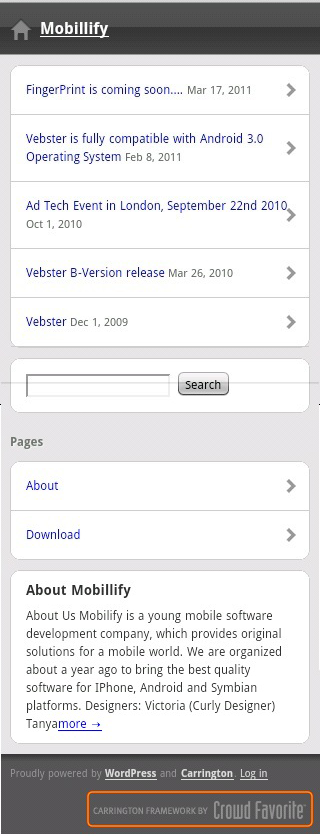 Mobillify
FingerPrint is coming soon.... Mar 17, 2011
Vebster is fully compatible with Android 3.0
Operating System Feb 8, 2011
Ad Tech Event in London, September 22nd 2010,
Oct 1, 2010
Vebster B-Version release Mar 26, 2010
Vebster Dec 1, 2009
Search
Pages
About
Download
About Mobillify
About Us Mobilify is a young mobile software
development company, which provides original
solutions for a mobile world. We are organized
about a year ago to bring the best quality
software for IPhone, Android and Symbian
platforms. Designers: Victoria (Curly Designer)
Tanyamore →
Proudly powered by WordPress and Carrington. Log in
CARRINGTON FRAMEWORK BY Crowd Favorite